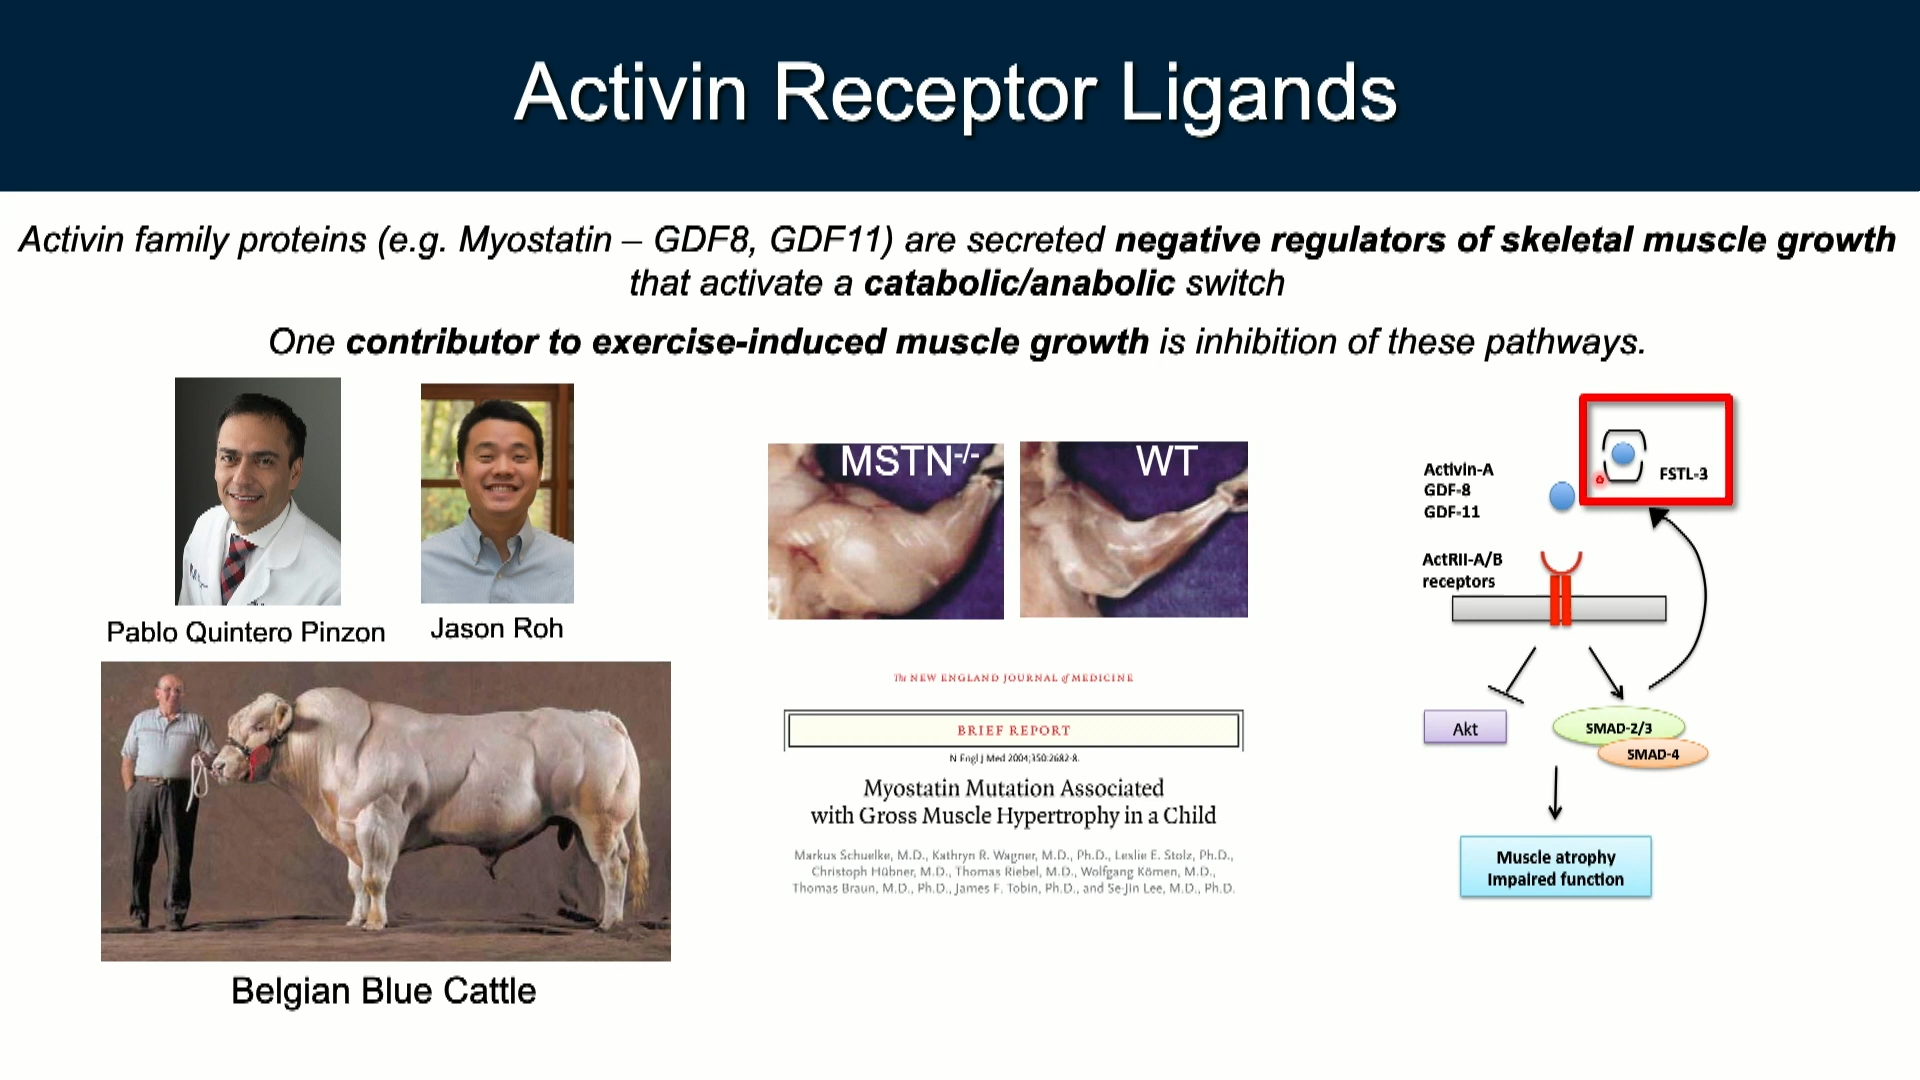 Activin Receptor Ligands
Activin family proteins (e.g. Myostatin – GDF8, GDF11) are secreted negative regulators of skeletal muscle growth
that activate a catabolic/anabolic switch
One contributor to exercise-induced muscle growth is inhibition of these pathways.
Pablo Quintero Pinzon
Jason Roh
Belgian Blue Cattle
MSTN-/-
WT
The NEW ENGLAND JOURNAL of MEDICINE
BRIEF REPORT
N Engl J Med 2004;350:2682-8.
Myostatin Mutation Associated
with Gross Muscle Hypertrophy in a Child
Markus Schuelke, M.D., Kathryn R. Wagner, M.D., Ph.D., Leslie E. Stolz, Ph.D.,
Christoph Hübner, M.D., Thomas Riebel, M.D., Wolfgang Kömen, M.D.,
Thomas Braun, M.D., Ph.D., James F. Tobin, Ph.D., and Se-Jin Lee, M.D., Ph.D.
Activin-A
GDF-8
GDF-11
FSTL-3
ActRII-A/B
receptors
Akt
SMAD-2/3
SMAD-4
Muscle atrophy
Impaired function